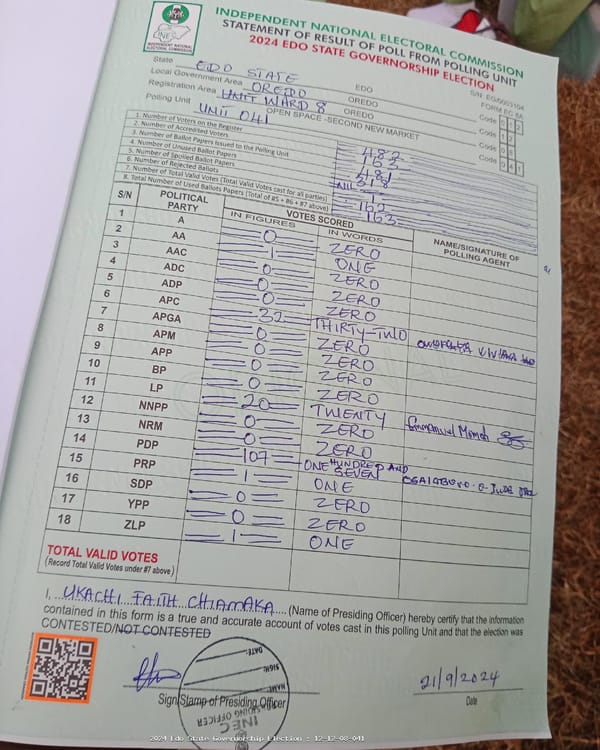 INDEPENDENT NATIONAL ELECTORAL COMMISSION
STATEMENT OF RESULT OF POLL FROM POLLING UNIT
2024 EDO STATE GOVERNORSHIP ELECTION
INEC
INDEPENDENT NATIONAL ELECTORAL COMMISSION
S/N: EG/0003104
FORM EC 8A
State EDO STATE EDO Code 1 2
Local Government Area OREDO OREDO Code
Registration Area UNIT WARD 8 OREDO Code
Polling Unit UNIT 041 OPEN SPACE -SECOND NEW MARKET Code 0 4 1
1. Number of Voters on the Register 483
2. Number of Accredited Voters 163
3. Number of Ballot Papers Issued to the Polling Unit 481
4. Number of Unused Ballot Papers 318
5. Number of Spoiled Ballot Papers NIL
6. Number of Rejected Ballots 1
7. Number of Total Valid Votes (Total Valid Votes cast for all parties) 162
8. Total Number of Used Ballots Papers (Total of #5 + #6 + #7 above) 163
S/N POLITICAL PARTY VOTES SCORED NAME/SIGNATURE OF POLLING AGENT
IN FIGURES IN WORDS
1 A 0 ZERO
2 AA 1 ONE
3 AAC 0 ZERO
4 ADC 0 ZERO
5 ADP 0 ZERO
6 APC 32 THIRTY-TWO
7 APGA 0 ZERO
8 APM 0 ZERO
9 APP 0 ZERO
10 BP 0 ZERO
11 LP 20 TWENTY Emmanuel Momoh
12 NNPP 0 ZERO
13 NRM 0 ZERO
14 PDP 107 ONE HUNDRED AND SEVEN
15 PRP 1 ONE
16 SDP 0 ZERO
17 YPP 0 ZERO
18 ZLP 1 ONE
TOTAL VALID VOTES
(Record Total Valid Votes under #7 above)
I, UKACHI FAITH CHIAMAKA (Name of Presiding Officer) hereby certify that the information
contained in this form is a true and accurate account of votes cast in this polling Unit and that the election was
CONTESTED/NOT CONTESTED
21/9/2024
Sign/Stamp of Presiding Officer Date
DATE:
SIGN:
NAME:
PRESIDING OFFICER
INEC
2024 Edo State Governorship Election : 12-12-08-041